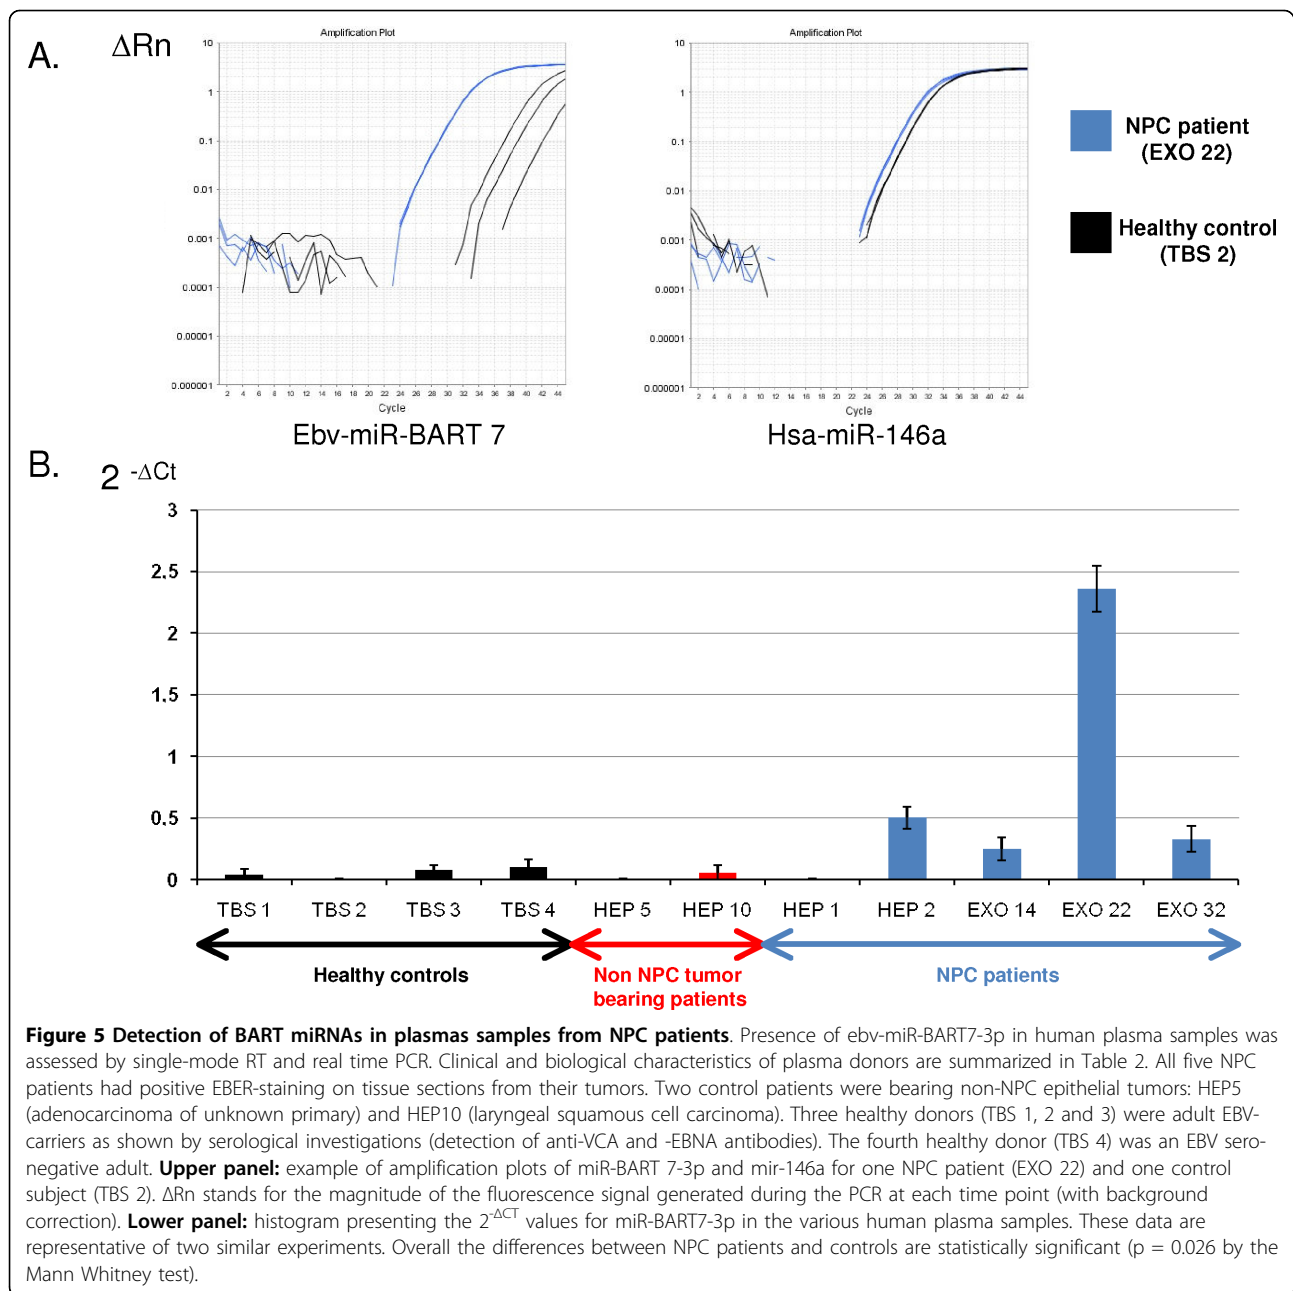 A.
ΔRn
Amplification Plot
10
1
0.1
0.01
0.001
0.0001
0.00001
0.000001
2 4 6 8 10 12 14 16 18 20 22 24 26 28 30 32 34 36 38 40 42 44
Cycle
Ebv-miR-BART 7
Amplification Plot
10
1
0.1
0.01
0.001
0.0001
0.00001
0.000001
2 4 6 8 10 12 14 16 18 20 22 24 26 28 30 32 34 36 38 40 42 44
Cycle
Hsa-miR-146a
NPC patient
(EXO 22)
Healthy control
(TBS 2)
B.
2 -ΔCt
3
2.5
2
1.5
1
0.5
0
TBS 1 TBS 2 TBS 3 TBS 4 HEP 5 HEP 10 HEP 1 HEP 2 EXO 14 EXO 22 EXO 32
Healthy controls
Non NPC tumor
bearing patients
NPC patients
Figure 5 Detection of BART miRNAs in plasmas samples from NPC patients. Presence of ebv-miR-BART7-3p in human plasma samples was
assessed by single-mode RT and real time PCR. Clinical and biological characteristics of plasma donors are summarized in Table 2. All five NPC
patients had positive EBER-staining on tissue sections from their tumors. Two control patients were bearing non-NPC epithelial tumors: HEP5
(adenocarcinoma of unknown primary) and HEP10 (laryngeal squamous cell carcinoma). Three healthy donors (TBS 1, 2 and 3) were adult EBV-
carriers as shown by serological investigations (detection of anti-VCA and -EBNA antibodies). The fourth healthy donor (TBS 4) was an EBV sero-
negative adult. Upper panel: example of amplification plots of miR-BART 7-3p and mir-146a for one NPC patient (EXO 22) and one control
subject (TBS 2). ΔRn stands for the magnitude of the fluorescence signal generated during the PCR at each time point (with background
correction). Lower panel: histogram presenting the 2-ΔCT values for miR-BART7-3p in the various human plasma samples. These data are
representative of two similar experiments. Overall the differences between NPC patients and controls are statistically significant (p = 0.026 by the
Mann Whitney test).